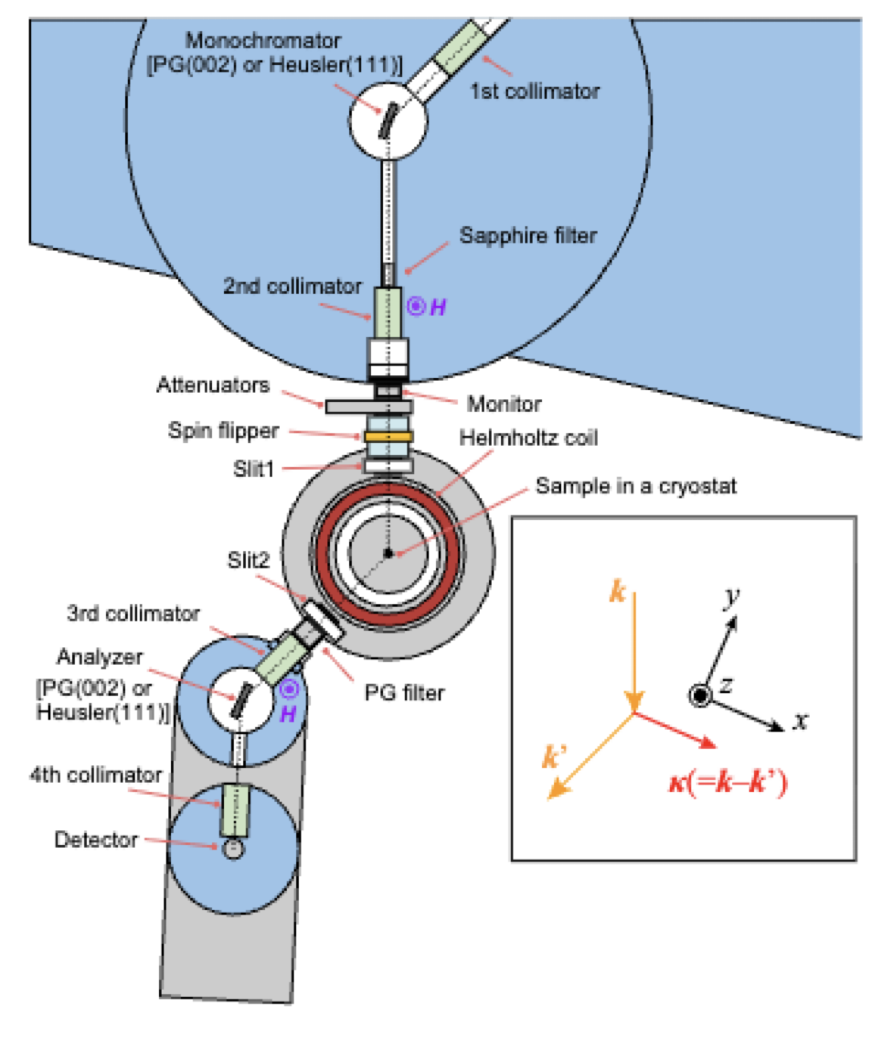 Monochromator
[PG(002) or Heusler(111)]
1st collimator
Sapphire filter
2nd collimator
H
Attenuators
Monitor
Spin flipper
Helmholtz coil
Slit1
Sample in a cryostat
Slit2
3rd collimator
Analyzer
[PG(002) or
Heusler(111)]
H
PG filter
4th collimator
Detector
k
y
z
x
k’
κ(=k–k’)